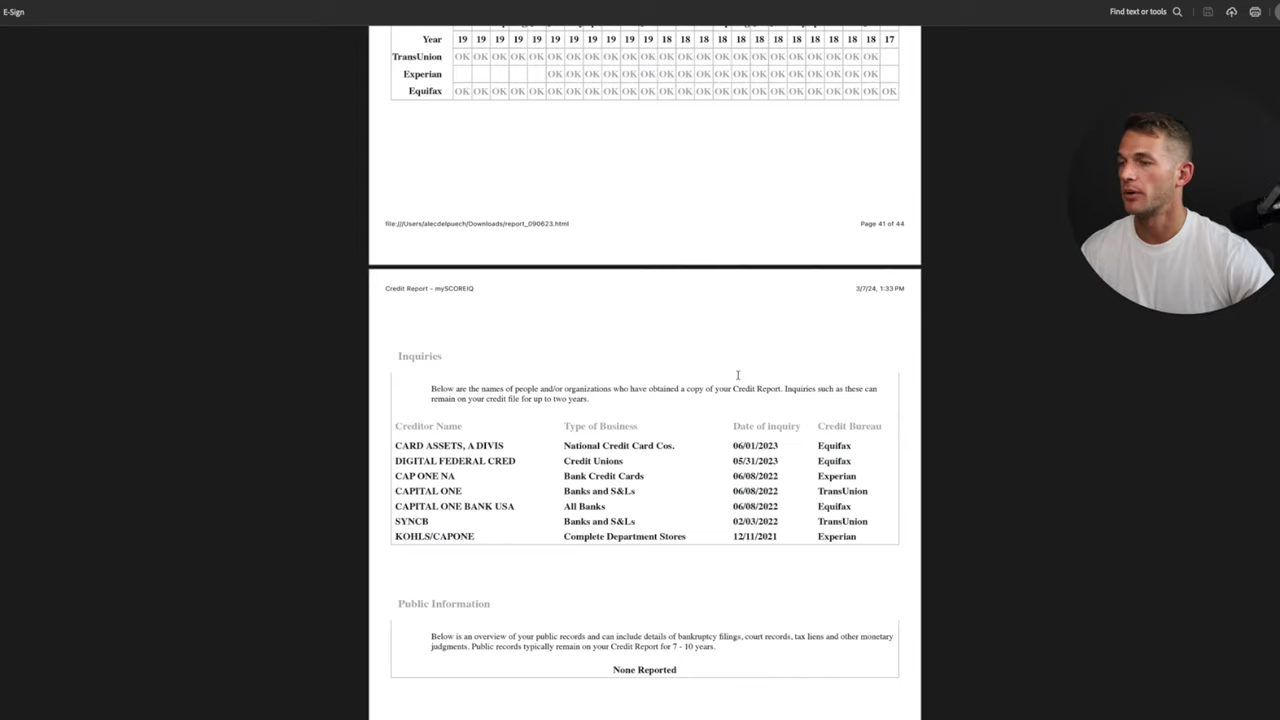 E-Sign
Find text or tools
Year 19 19 19 19 19 19 19 19 19 19 19 18 18 18 18 18 18 18 18 18 18 18 18 17
TransUnion OK OK OK OK OK OK OK OK OK OK OK OK OK OK OK OK OK OK OK OK OK OK OK
Experian OK OK OK OK OK OK OK OK OK OK OK OK OK OK OK OK OK OK
Equifax OK OK OK OK OK OK OK OK OK OK OK OK OK OK OK OK OK OK OK OK OK OK OK OK
file:///Users/alecdelpuech/Downloads/report_090623.html Page 41 of 44
Credit Report - mySCOREIQ 3/7/24, 1:33 PM
Inquiries
Below are the names of people and/or organizations who have obtained a copy of your Credit Report. Inquiries such as these can
remain on your credit file for up to two years.
Creditor Name Type of Business Date of inquiry Credit Bureau
CARD ASSETS, A DIVIS National Credit Card Cos. 06/01/2023 Equifax
DIGITAL FEDERAL CRED Credit Unions 05/31/2023 Equifax
CAP ONE NA Bank Credit Cards 06/08/2022 Experian
CAPITAL ONE Banks and S&Ls 06/08/2022 TransUnion
CAPITAL ONE BANK USA All Banks 06/08/2022 Equifax
SYNCB Banks and S&Ls 02/03/2022 TransUnion
KOHLS/CAPONE Complete Department Stores 12/11/2021 Experian
Public Information
Below is an overview of your public records and can include details of bankruptcy filings, court records, tax liens and other monetary
judgments. Public records typically remain on your Credit Report for 7 - 10 years.
None Reported